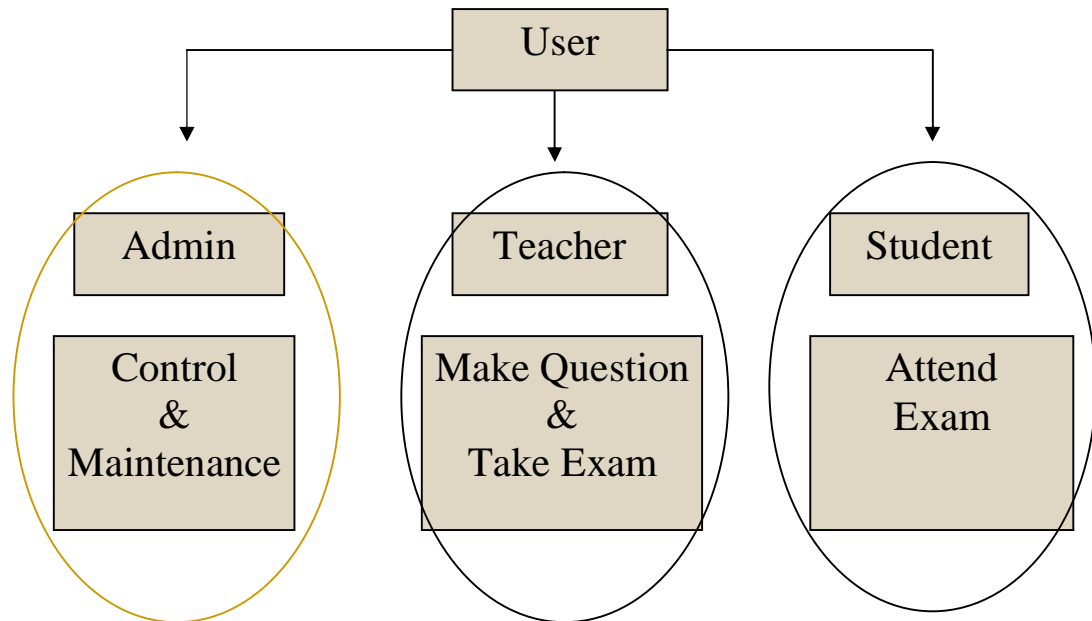 User
Admin
Teacher
Student
Control
&
Maintenance
Make Question
&
Take Exam
Attend
Exam